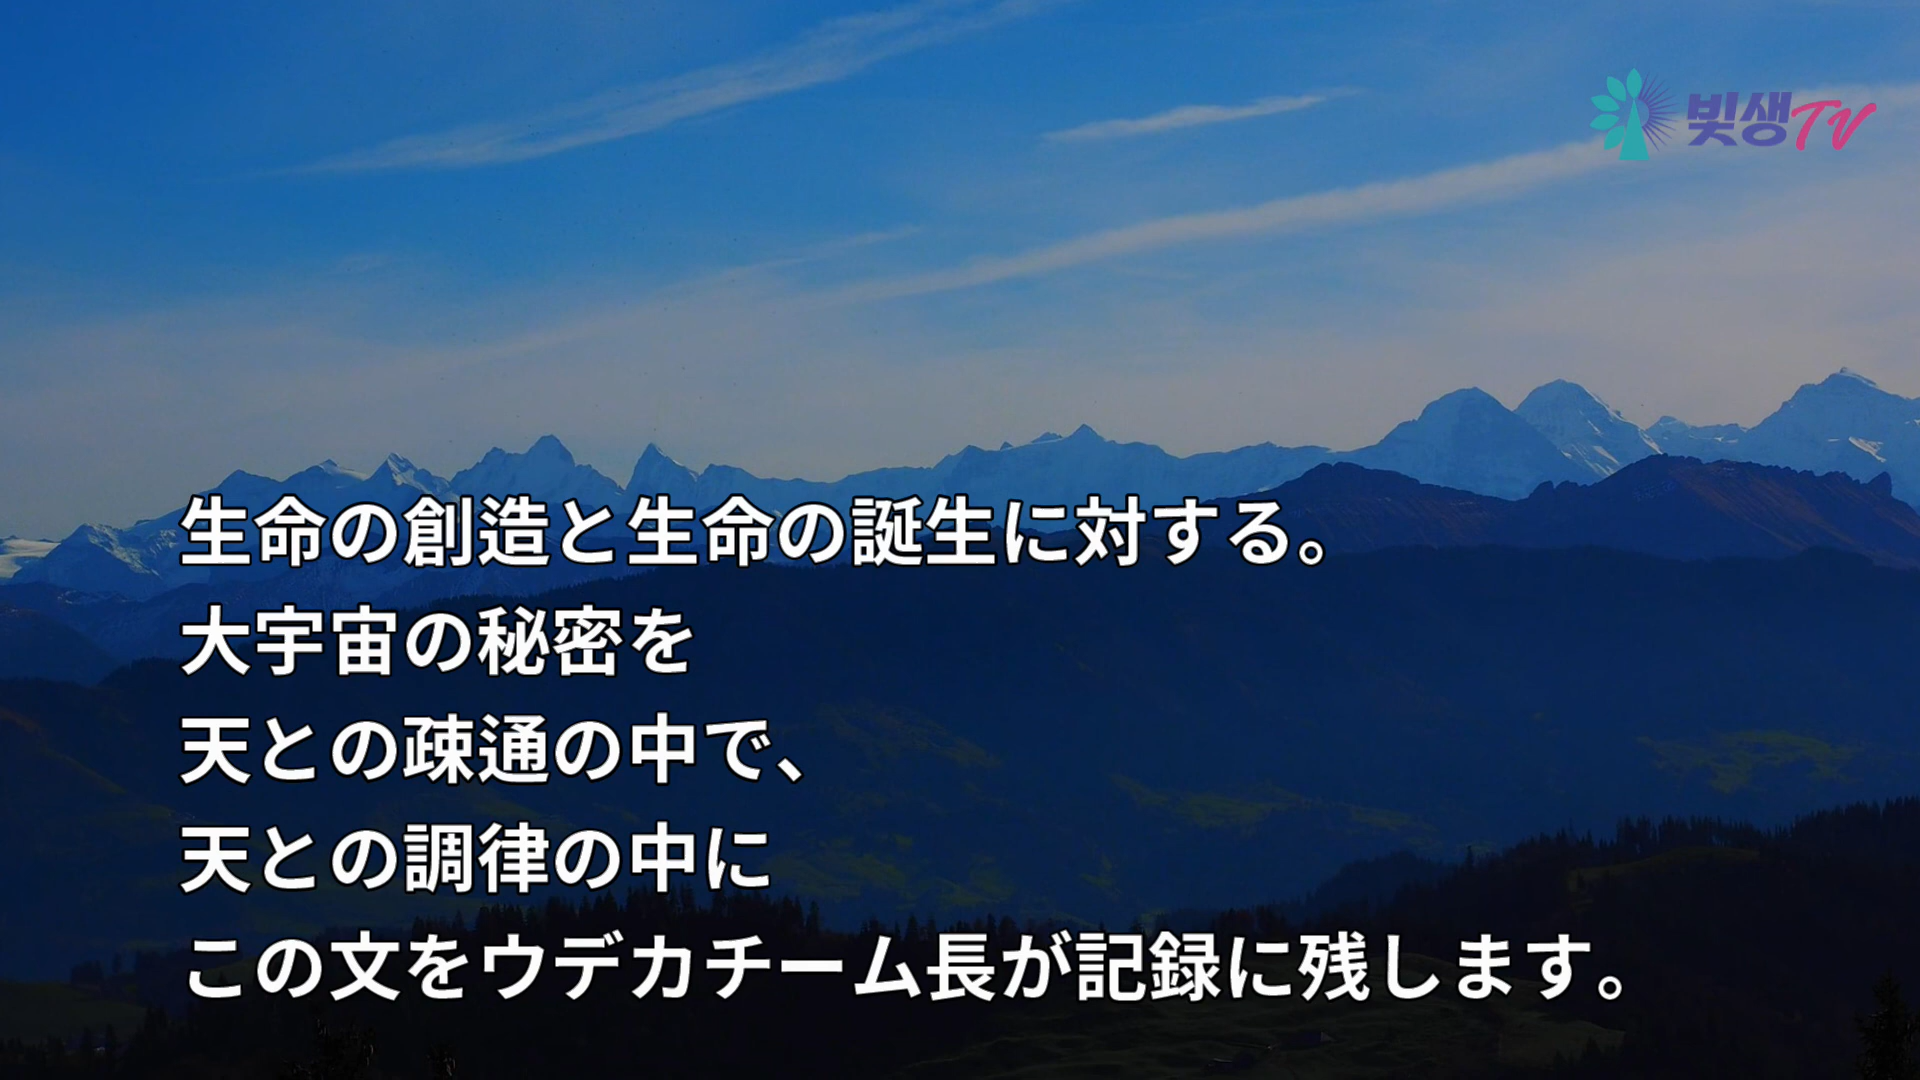 빛생TV
生命の創造と生命の誕生に対する。
大宇宙の秘密を
天との疎通の中で、
天との調律の中に
この文をウデカチーム長が記録に残します。